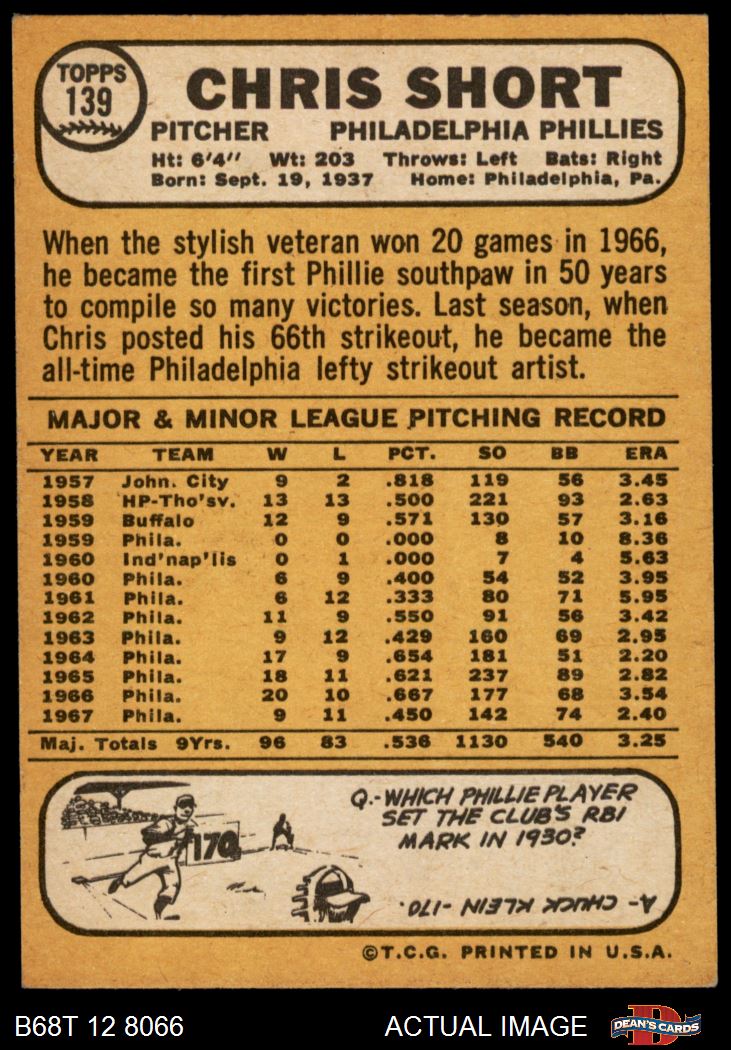 TOPPS
139
CHRIS SHORT
PITCHER PHILADELPHIA PHILLIES
Ht: 6'4" Wt: 203 Throws: Left Bats: Right
Born: Sept. 19, 1937 Home: Philadelphia, Pa.
When the stylish veteran won 20 games in 1966,
he became the first Phillie southpaw in 50 years
to compile so many victories. Last season, when
Chris posted his 66th strikeout, he became the
all-time Philadelphia lefty strikeout artist.
MAJOR & MINOR LEAGUE PITCHING RECORD
YEAR TEAM W L PCT. SO BB ERA
1957 John. City 9 2 .818 119 56 3.45
1958 HP-Tho'sv. 13 13 .500 221 93 2.63
1959 Buffalo 12 9 .571 130 57 3.16
1959 Phila. 0 0 .000 8 10 8.36
1960 Ind'nap'lis 0 1 .000 7 4 5.63
1960 Phila. 6 9 .400 54 52 3.95
1961 Phila. 6 12 .333 80 71 5.95
1962 Phila. 11 9 .550 91 56 3.42
1963 Phila. 9 12 .429 160 69 2.95
1964 Phila. 17 9 .654 181 51 2.20
1965 Phila. 18 11 .621 237 89 2.82
1966 Phila. 20 10 .667 177 68 3.54
1967 Phila. 9 11 .450 142 74 2.40
Maj. Totals 9Yrs. 96 83 .536 1130 540 3.25
170
Q.-WHICH PHILLIE PLAYER
SET THE CLUB'S RBI
MARK IN 1930?
A- CHUCK KLEIN-170.
©T.C.G. PRINTED IN U.S.A.
B68T 12 8066
ACTUAL IMAGE
D
DEAN'S CARDS